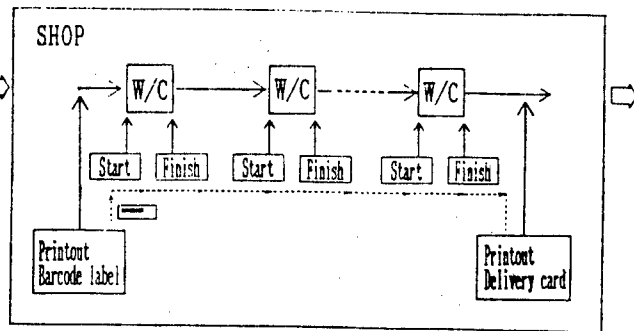 SHOP
W/C W/C W/C
Start Finish Start Finish Start Finish
Printout
Barcode label
Printout
Delivery card